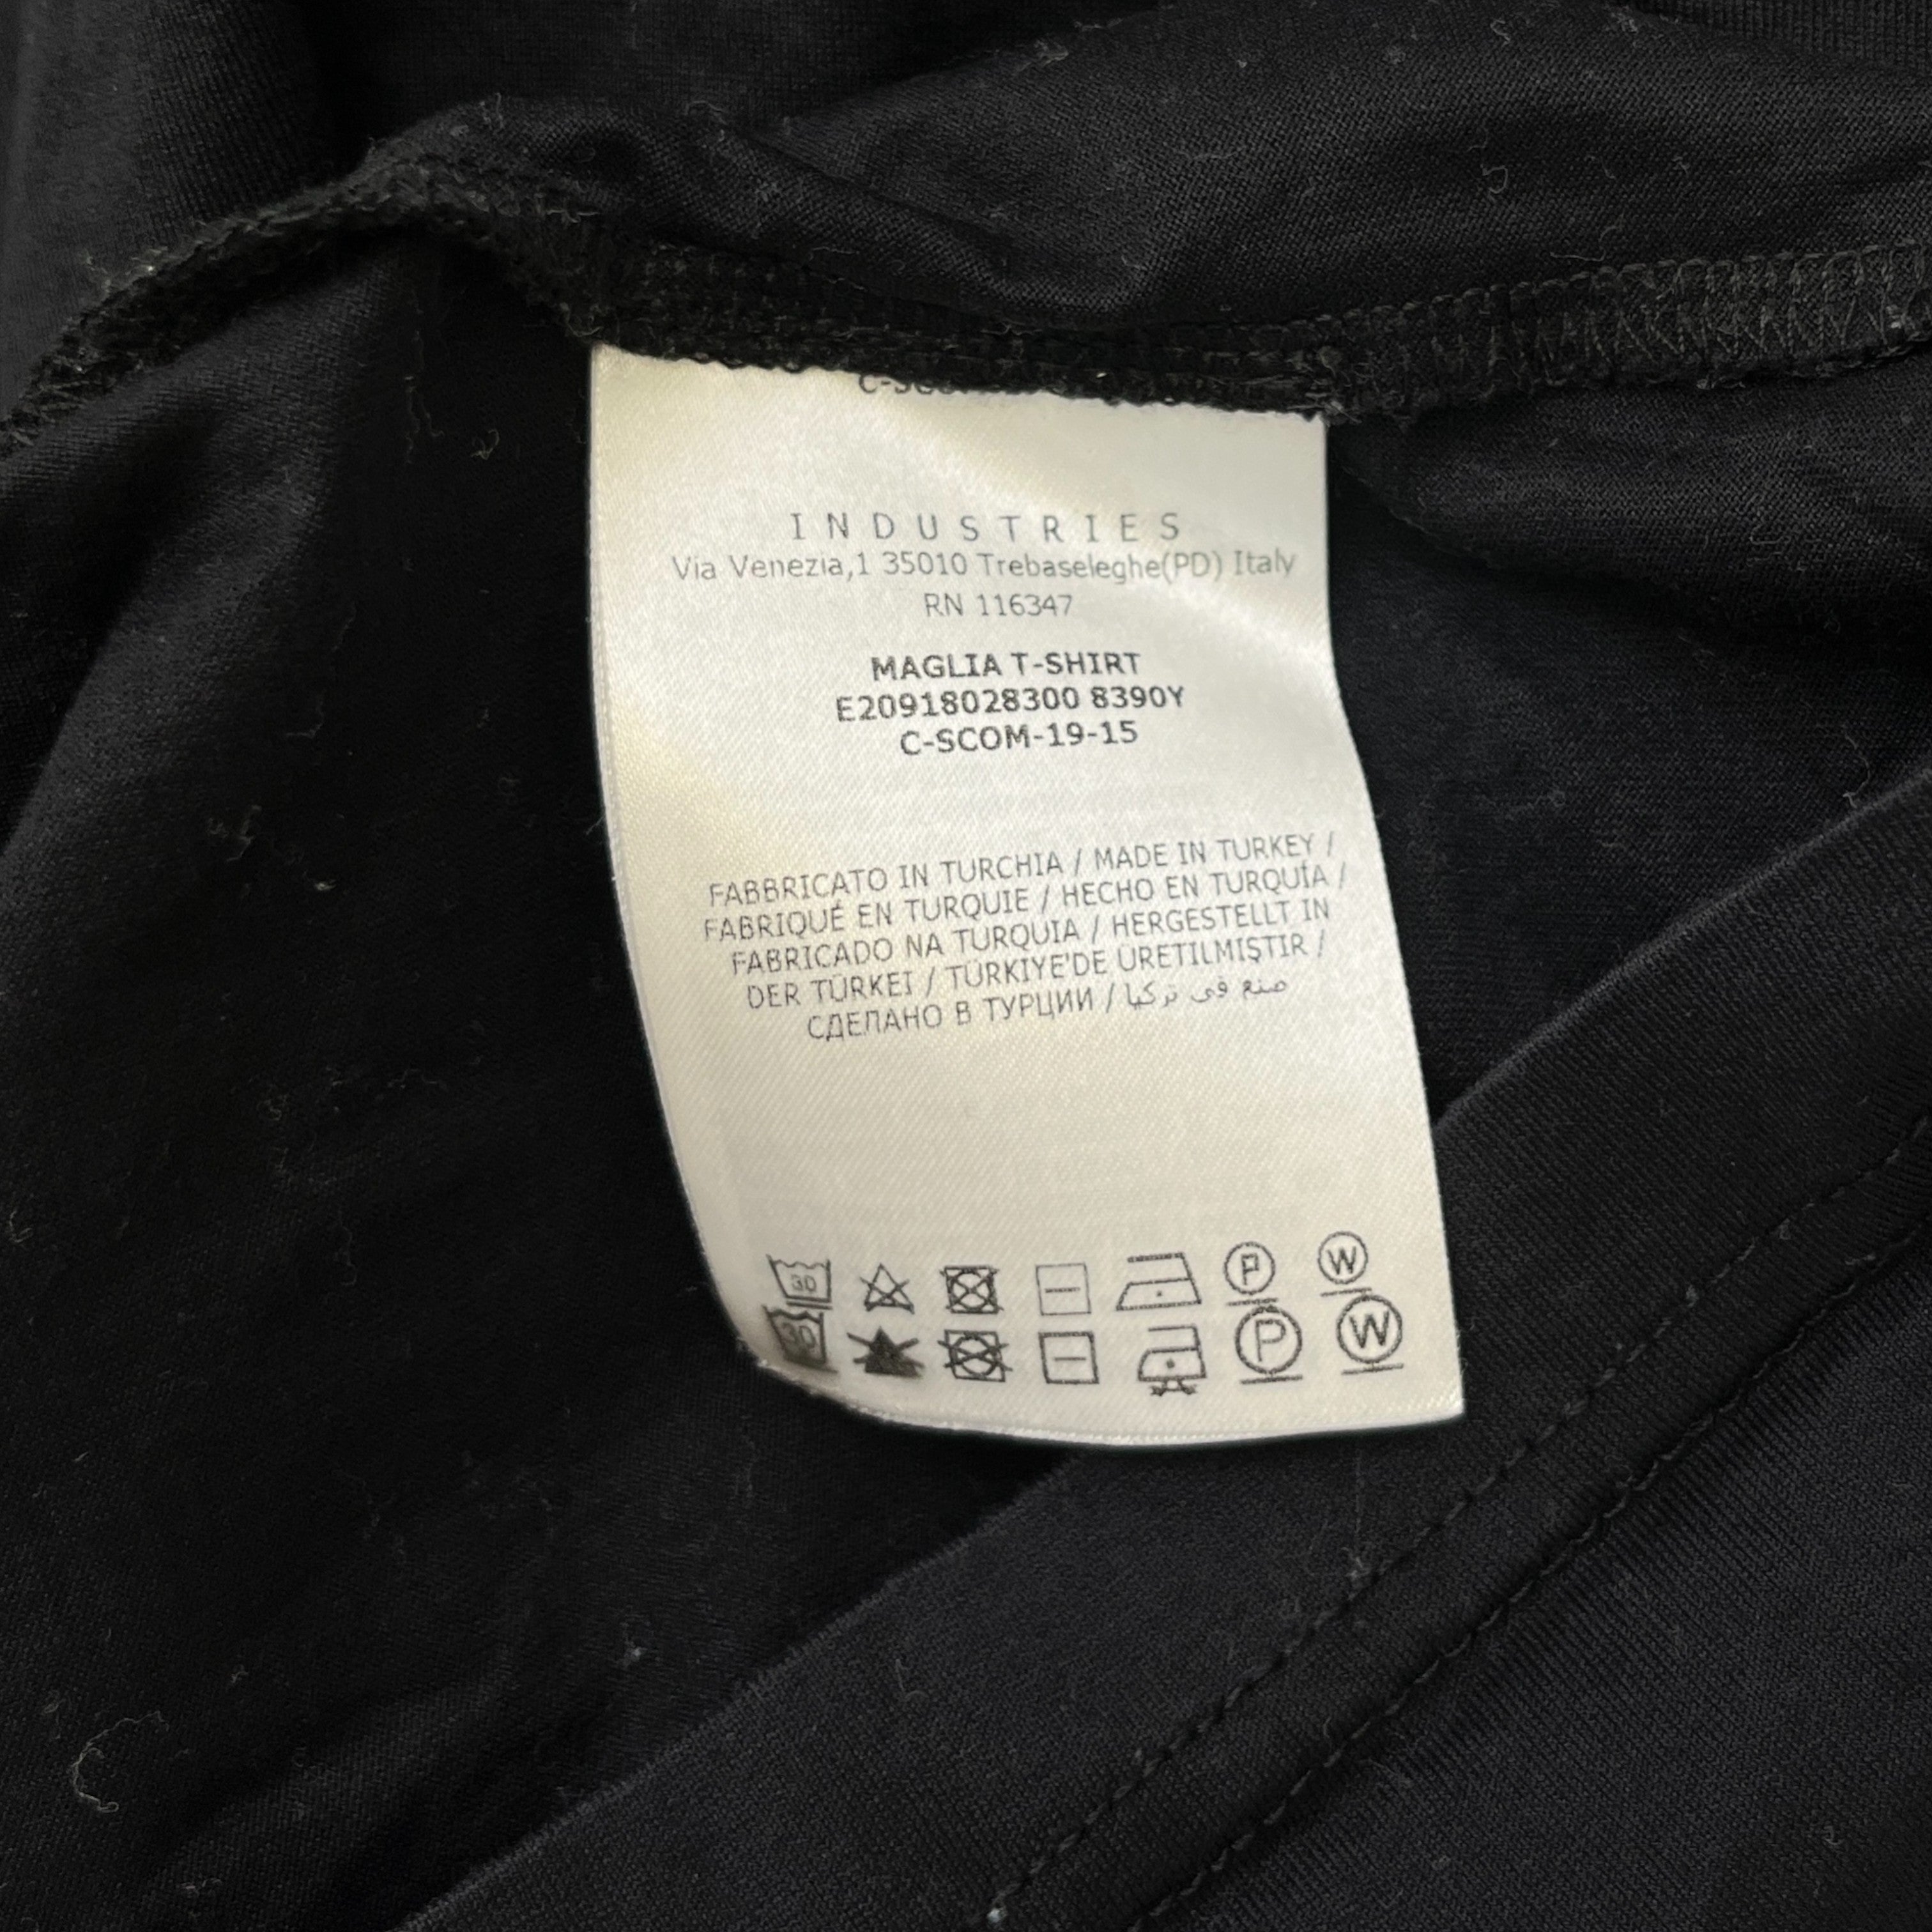 INDUSTRIES
Via Venezia,1 35010 Trebaseleghe(PD) Italy
RN 116347
MAGLIA T-SHIRT
E20918028300 8390Y
C-SCOM-19-15
FABBRICATO IN TURCHIA / MADE IN TURKEY /
FABRIQUÉ EN TURQUIE / HECHO EN TURQUÍA /
FABRICADO NA TURQUIA / HERGESTELLT IN
DER TÜRKEI / TÜRKIYE'DE ÜRETILMIŞTIR /
СДЕЛАНО В ТУРЦИИ / صنع في تركيا
30 P W
30 P W